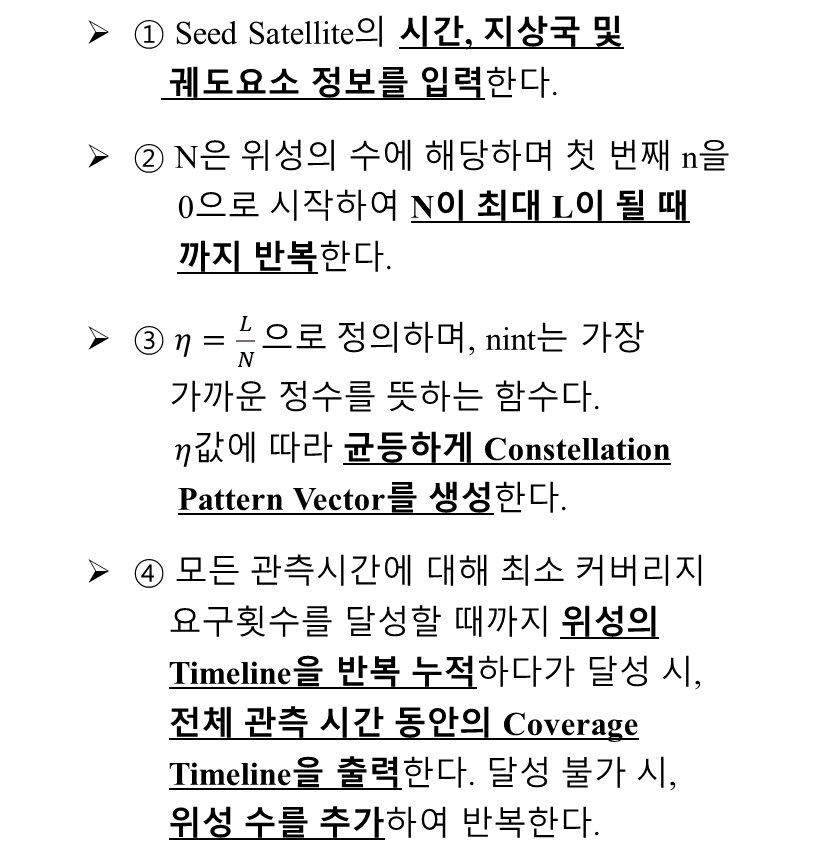 ➢ ① Seed Satellite의 시간, 지상국 및
궤도요소 정보를 입력한다.
➢ ② N은 위성의 수에 해당하며 첫 번째 n을
0으로 시작하여 N이 최대 L이 될 때
까지 반복한다.
➢ ③ η = L/N 으로 정의하며, nint는 가장
가까운 정수를 뜻하는 함수다.
η값에 따라 균등하게 Constellation
Pattern Vector를 생성한다.
➢ ④ 모든 관측시간에 대해 최소 커버리지
요구횟수를 달성할 때까지 위성의
Timeline을 반복 누적하다가 달성 시,
전체 관측 시간 동안의 Coverage
Timeline을 출력한다. 달성 불가 시,
위성 수를 추가하여 반복한다.